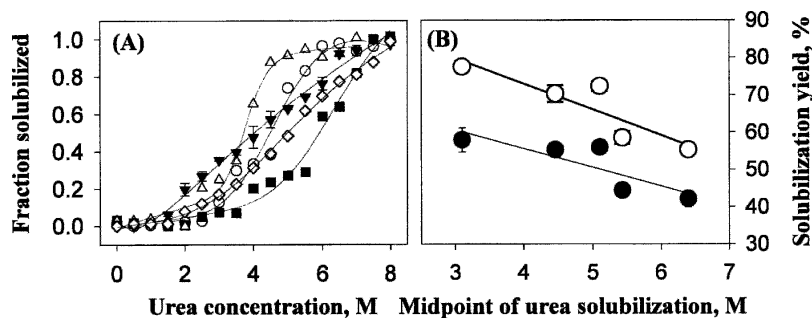 (A)
1.0
0.8
0.6
0.4
0.2
0.0
Fraction solubilized
0 2 4 6 8
Urea concentration, M
(B)
90
80
70
60
50
40
30
Solubilization yield, %
3 4 5 6 7
Midpoint of urea solubilization, M